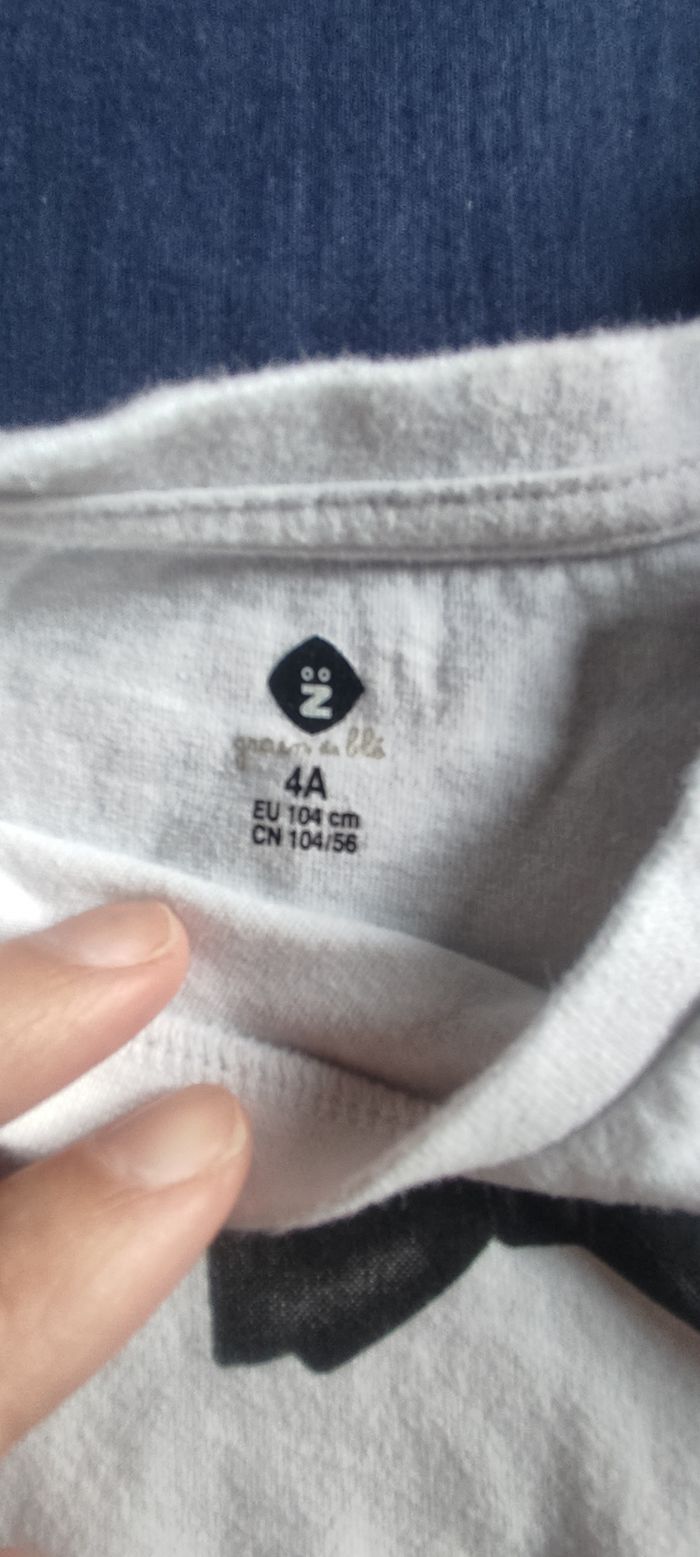 Z
grain de blé
4A
EU 104 cm
CN 104/56